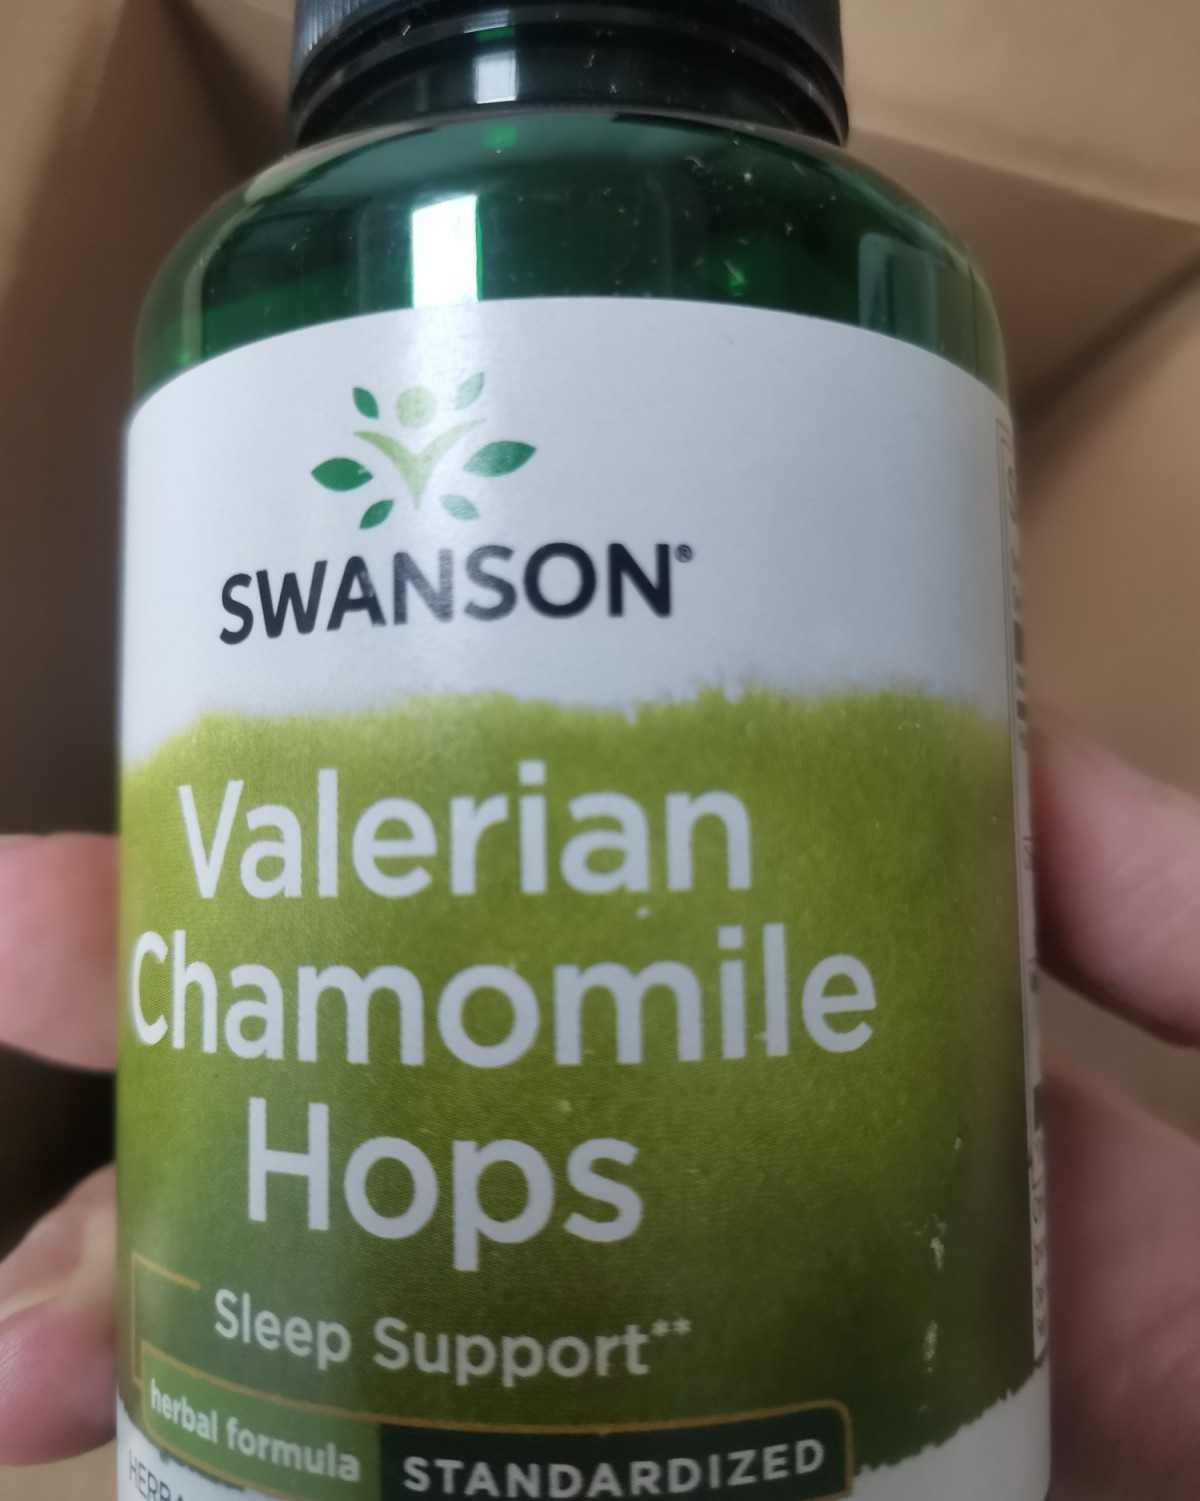 SWANSON®
Valerian
Chamomile
Hops
Sleep Support**
herbal formula
STANDARDIZED